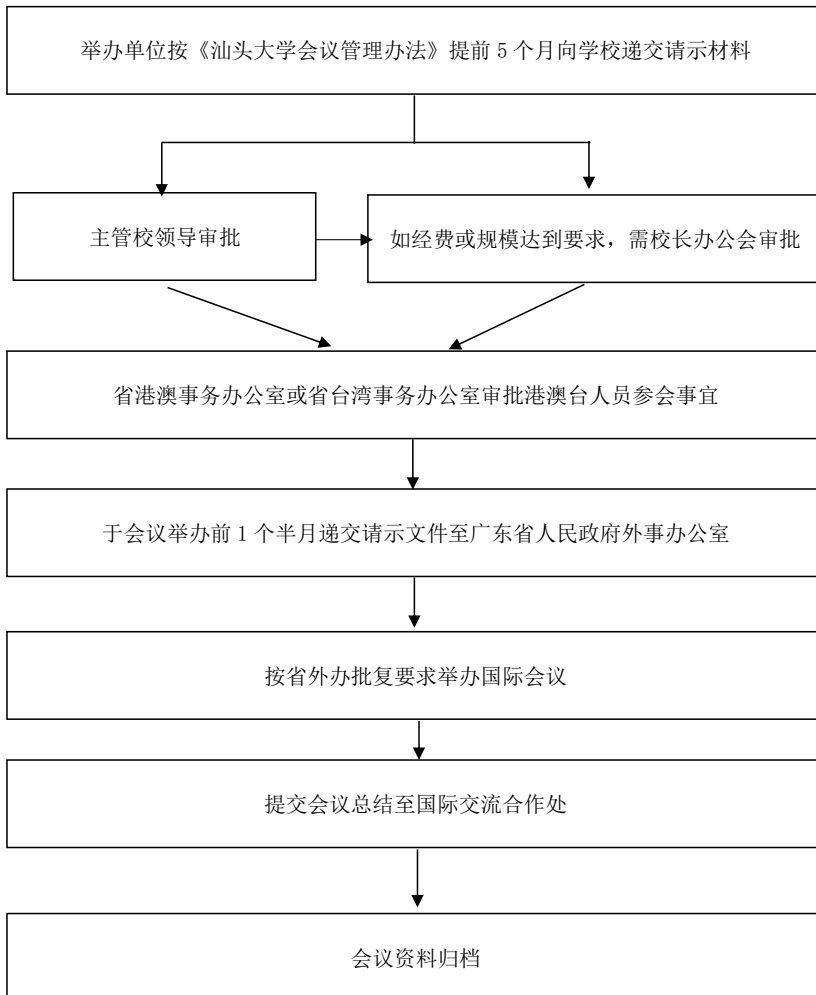 举办单位按《汕头大学会议管理办法》提前 5 个月向学校递交请示材料
主管校领导审批
如经费或规模达到要求，需校长办公会审批
省港澳事务办公室或省台湾事务办公室审批港澳台人员参会事宜
于会议举办前 1 个半月递交请示文件至广东省人民政府外事办公室
按省外办批复要求举办国际会议
提交会议总结至国际交流合作处
会议资料归档